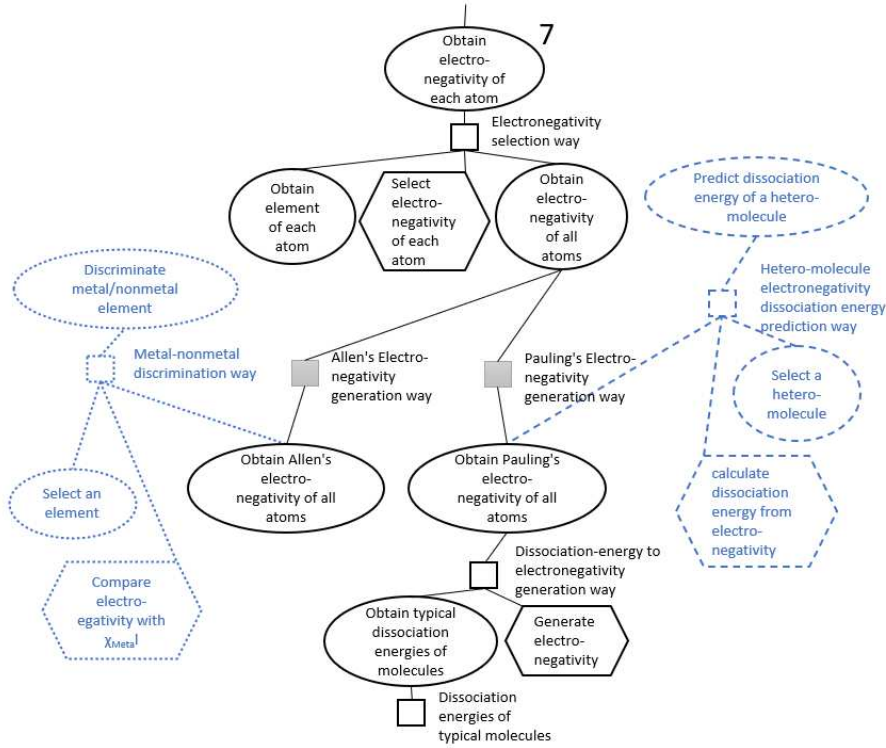 7
Obtain
electro-
negativity of
each atom
Electronegativity
selection way
Obtain
element
of each
atom
Select
electro-
negativity
of each
atom
Obtain
electro-
negativity
of all
atoms
Predict dissociation
energy of a hetero-
molecule
Discriminate
metal/nonmetal
element
Hetero-molecule
electronegativity
dissociation energy
prediction way
Metal-nonmetal
discrimination way
Allen's Electro-
negativity
generation way
Pauling's Electro-
negativity
generation way
Select a
hetero-
molecule
Select an
element
Obtain Allen's
electro-
negativity of all
atoms
Obtain Pauling's
electro-
negativity of all
atoms
calculate
dissociation
energy from
electro-
negativity
Compare
electro-
egativity with
χMetal
Dissociation-energy to
electronegativity
generation way
Obtain typical
dissociation
energies of
molecules
Generate
electro-
negativity
Dissociation
energies of
typical molecules